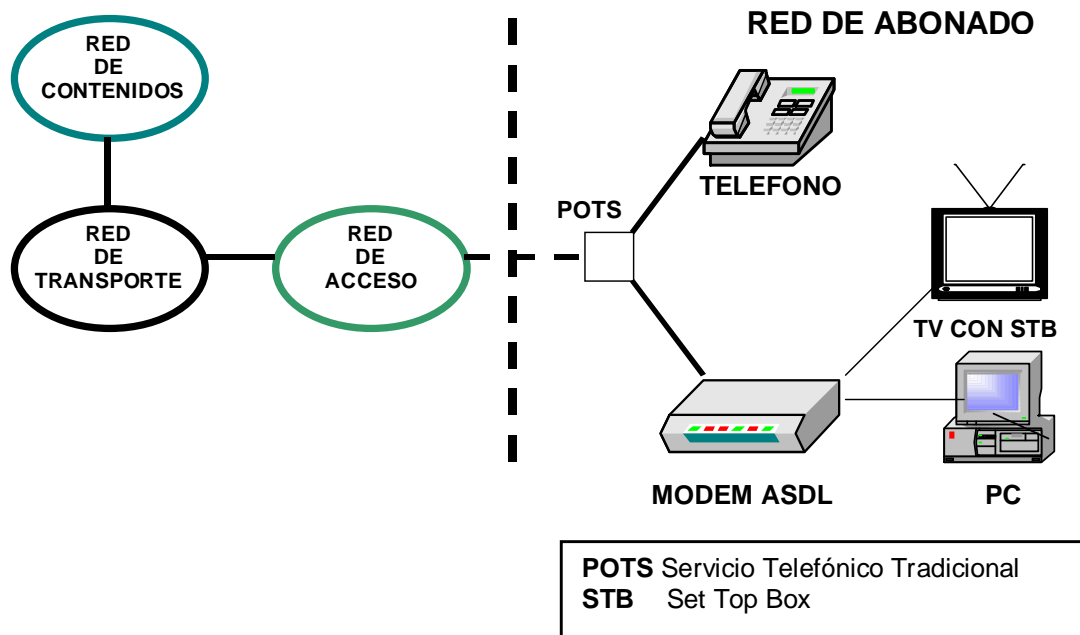 RED DE ABONADO
RED
DE
CONTENIDOS
TELEFONO
POTS
RED
DE
TRANSPORTE
RED
DE
ACCESO
TV CON STB
MODEM ASDL
PC
POTS Servicio Telefónico Tradicional
STB Set Top Box